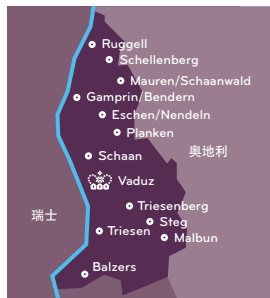 Ruggell
Schellenberg
Mauren/Schaanwald
Gamprin/Bendern
Eschen/Nendeln
Planken
奥地利
Schaan
Vaduz
瑞士
Triesenberg
Steg
Triesen
Malbun
Balzers